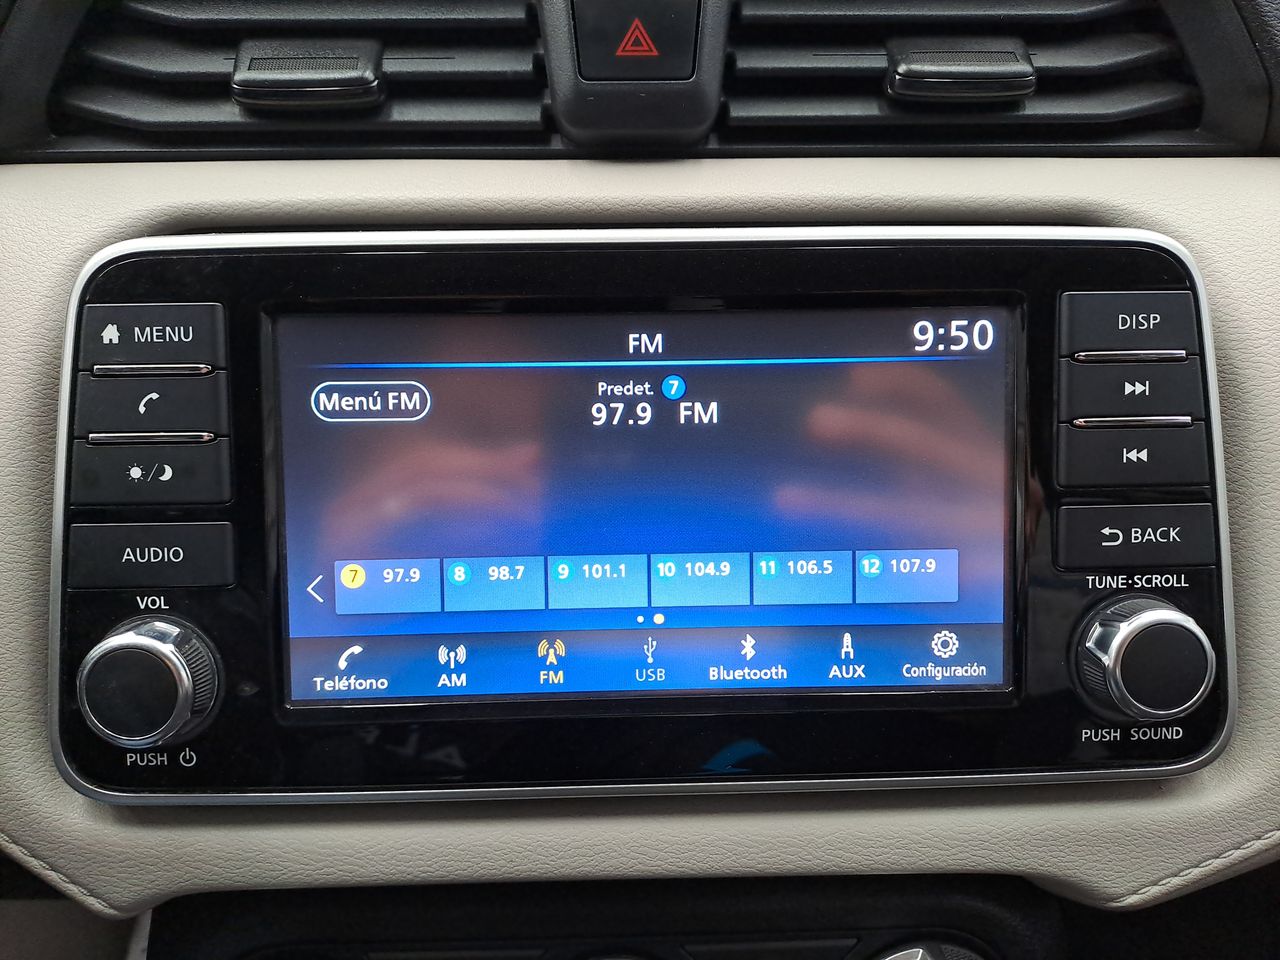 MENU
AUDIO
VOL
PUSH
FM
9:50
Menú FM
Predet. 7
97.9 FM
7 97.9
8 98.7
9 101.1
10 104.9
11 106.5
12 107.9
Teléfono
AM
FM
USB
Bluetooth
AUX
Configuración
DISP
BACK
TUNE·SCROLL
PUSH SOUND